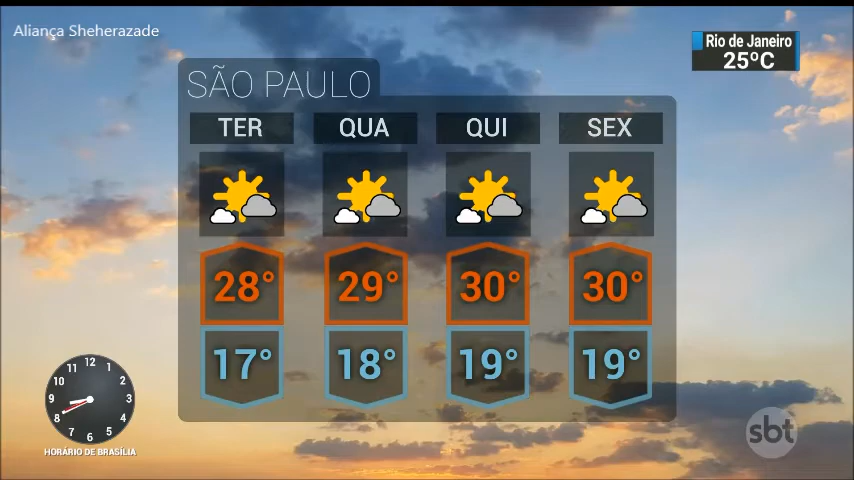 Aliança Sheherazade
Rio de Janeiro
25ºC
SÃO PAULO
TER QUA QUI SEX
28° 29° 30° 30°
17° 18° 19° 19°
12
11 1
10 2
9 3
8 4
7 5
6
HORÁRIO DE BRASÍLIA
sbt